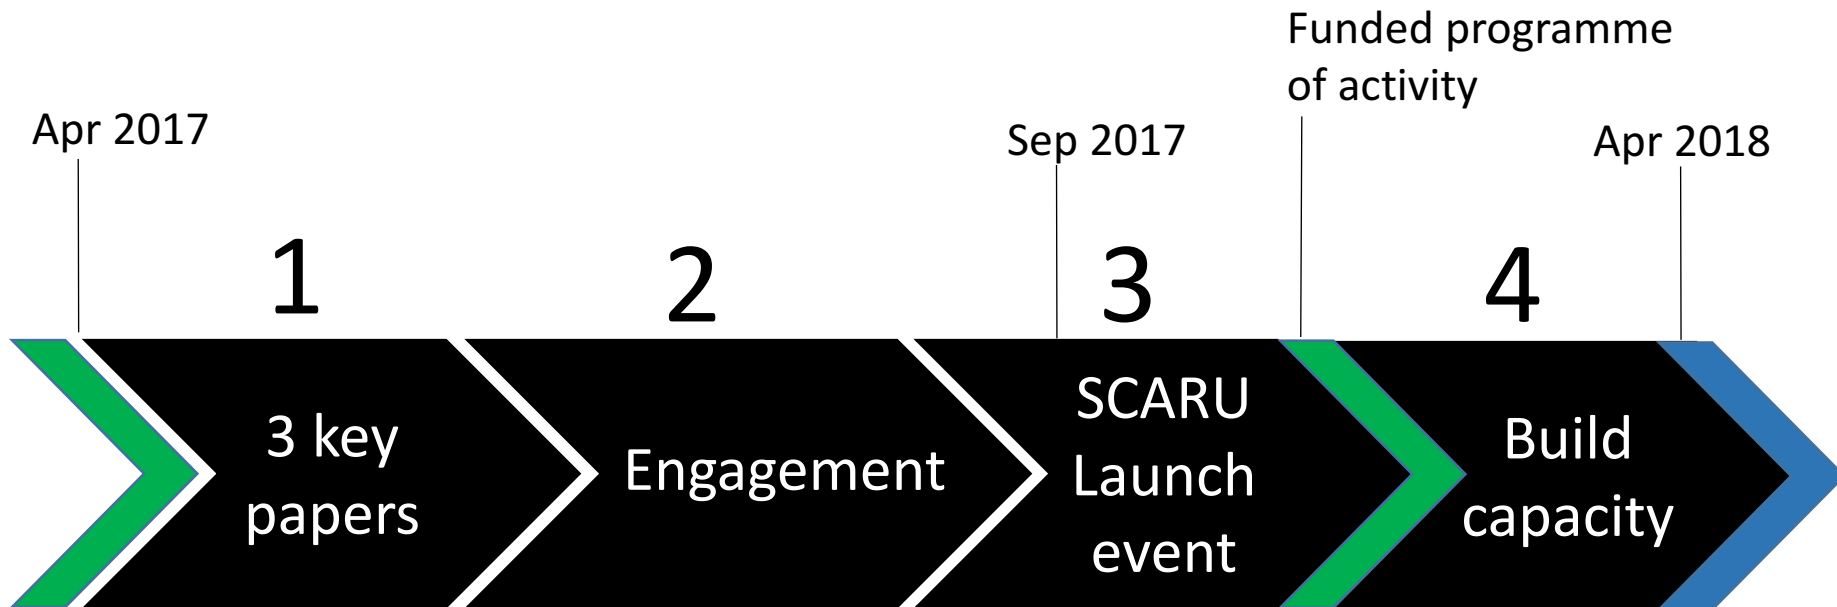 Funded programme
of activity
Apr 2017
Sep 2017
Apr 2018
1
2
3
4
3 key
papers
Engagement
SCARU
Launch
event
Build
capacity